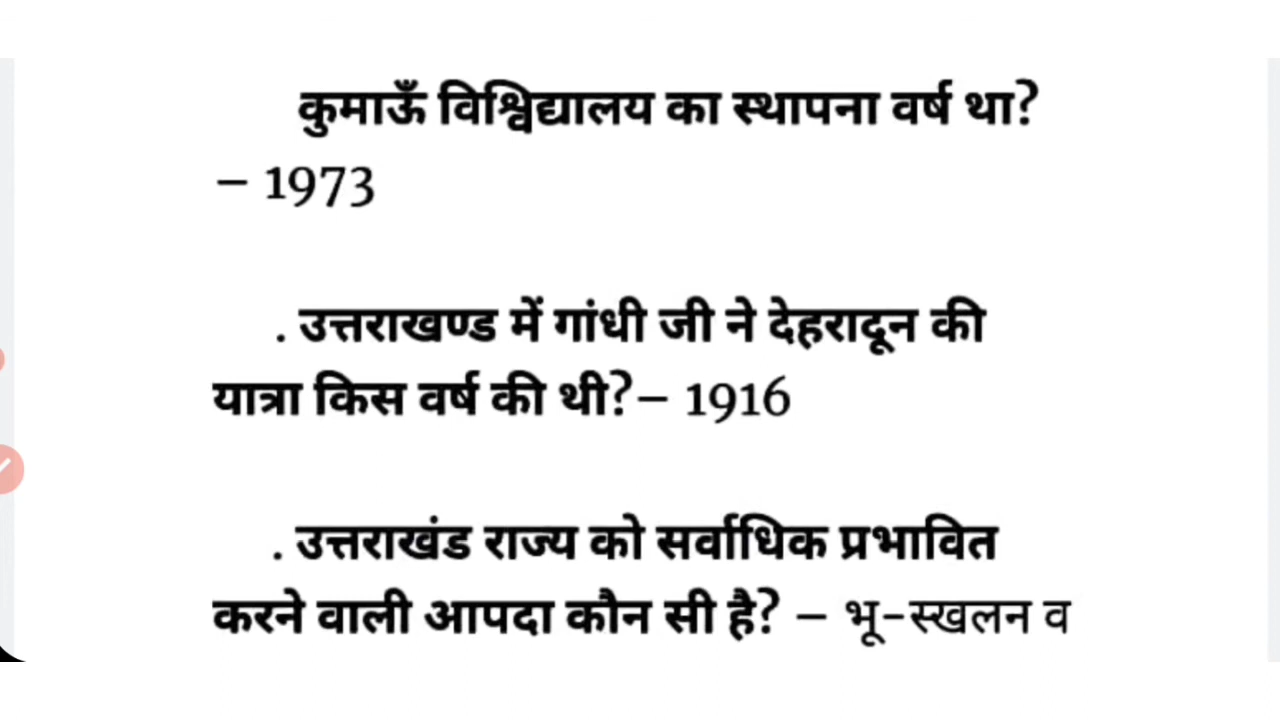 कुमाऊँ विश्विद्यालय का स्थापना वर्ष था?
– 1973
. उत्तराखण्ड में गांधी जी ने देहरादून की
यात्रा किस वर्ष की थी?– 1916
. उत्तराखंड राज्य को सर्वाधिक प्रभावित
करने वाली आपदा कौन सी है? – भू-स्खलन व